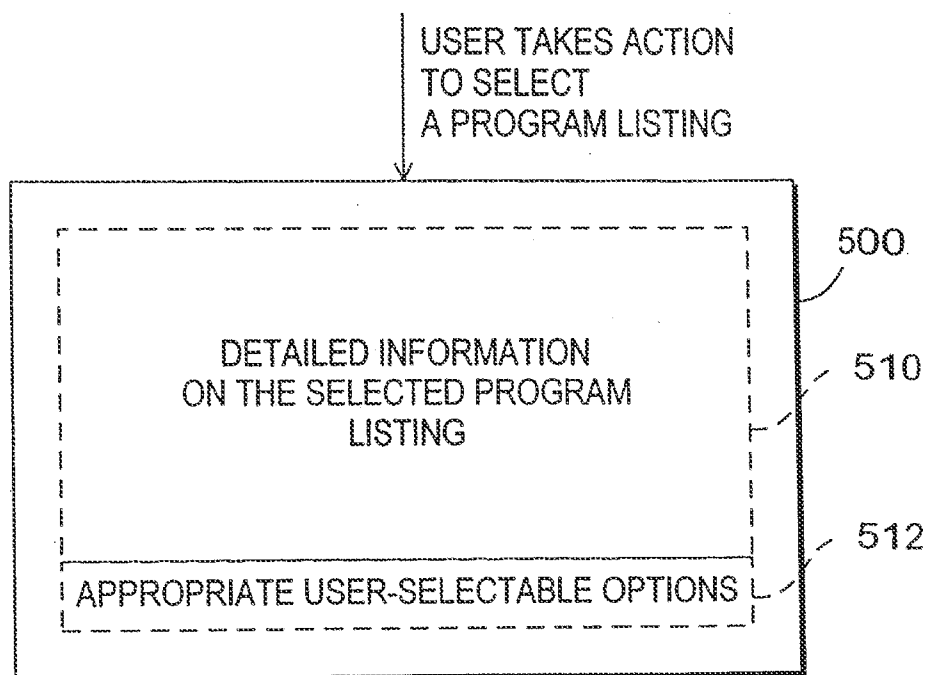 USER TAKES ACTION
TO SELECT
A PROGRAM LISTING
500
DETAILED INFORMATION
ON THE SELECTED PROGRAM
LISTING
510
512
APPROPRIATE USER-SELECTABLE OPTIONS